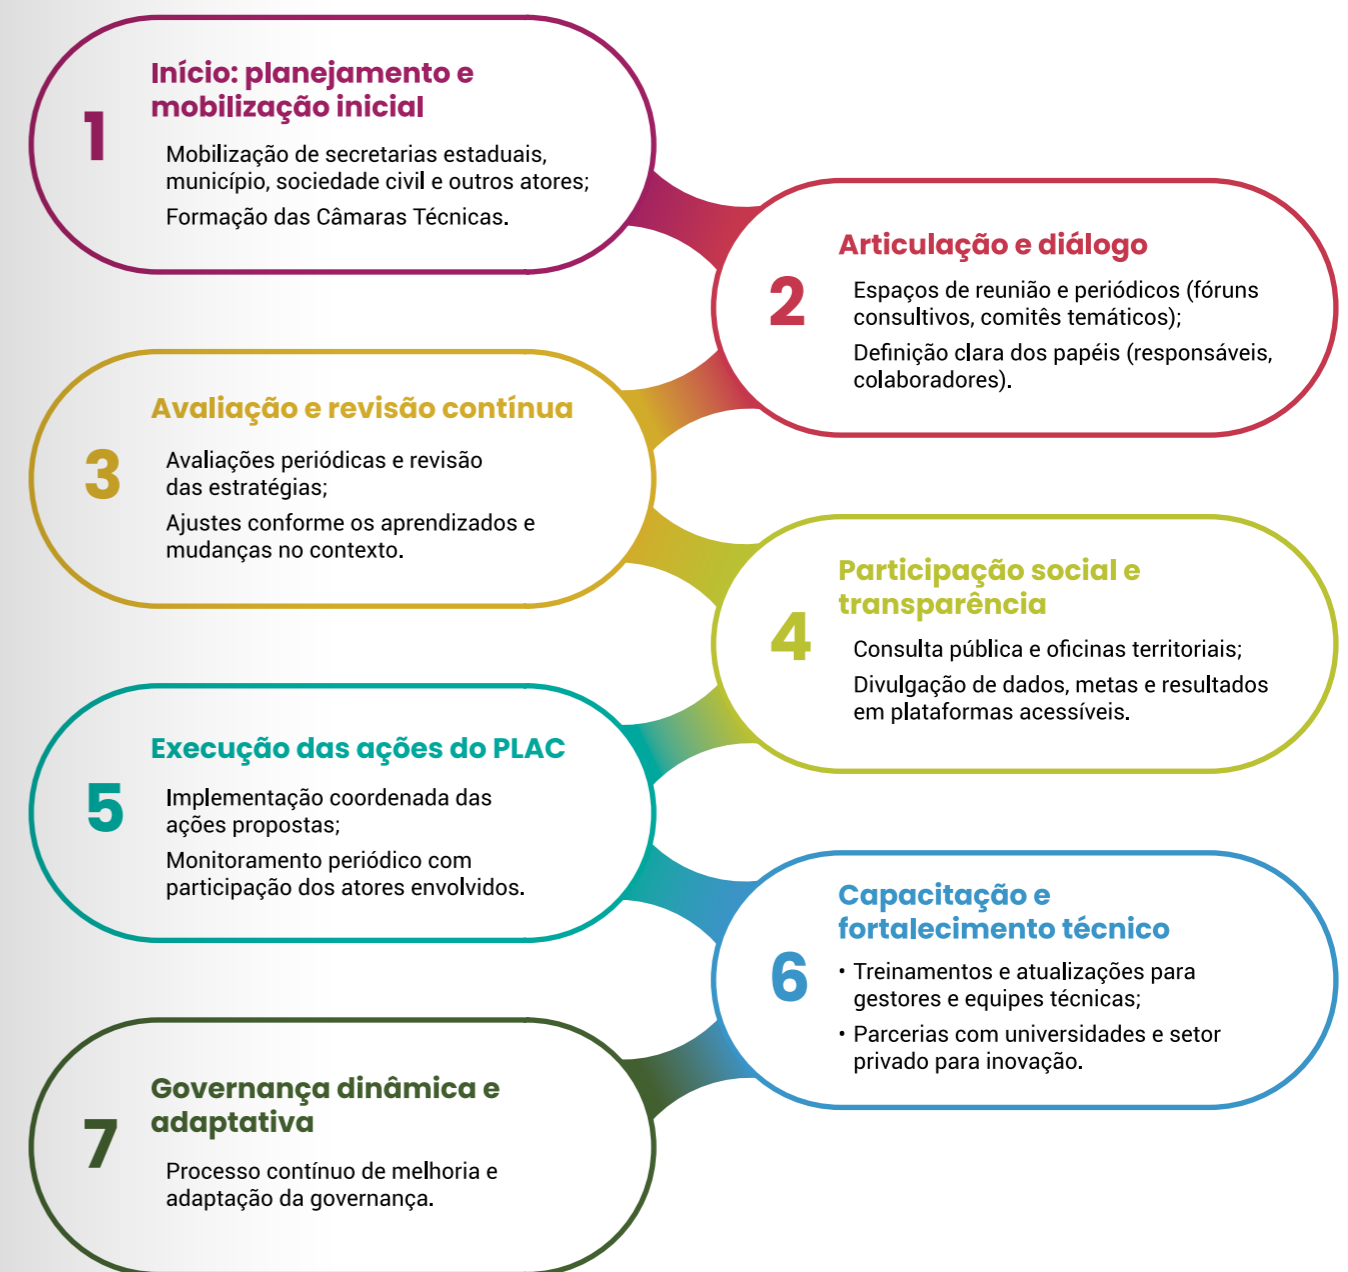 1
Início: planejamento e
mobilização inicial
Mobilização de secretarias estaduais,
município, sociedade civil e outros atores;
Formação das Câmaras Técnicas.
2
Articulação e diálogo
Espaços de reunião e periódicos (fóruns
consultivos, comitês temáticos);
Definição clara dos papéis (responsáveis,
colaboradores).
3
Avaliação e revisão contínua
Avaliações periódicas e revisão
das estratégias;
Ajustes conforme os aprendizados e
mudanças no contexto.
4
Participação social e
transparência
Consulta pública e oficinas territoriais;
Divulgação de dados, metas e resultados
em plataformas acessíveis.
5
Execução das ações do PLAC
Implementação coordenada das
ações propostas;
Monitoramento periódico com
participação dos atores envolvidos.
6
Capacitação e
fortalecimento técnico
• Treinamentos e atualizações para
gestores e equipes técnicas;
• Parcerias com universidades e setor
privado para inovação.
7
Governança dinâmica e
adaptativa
Processo contínuo de melhoria e
adaptação da governança.